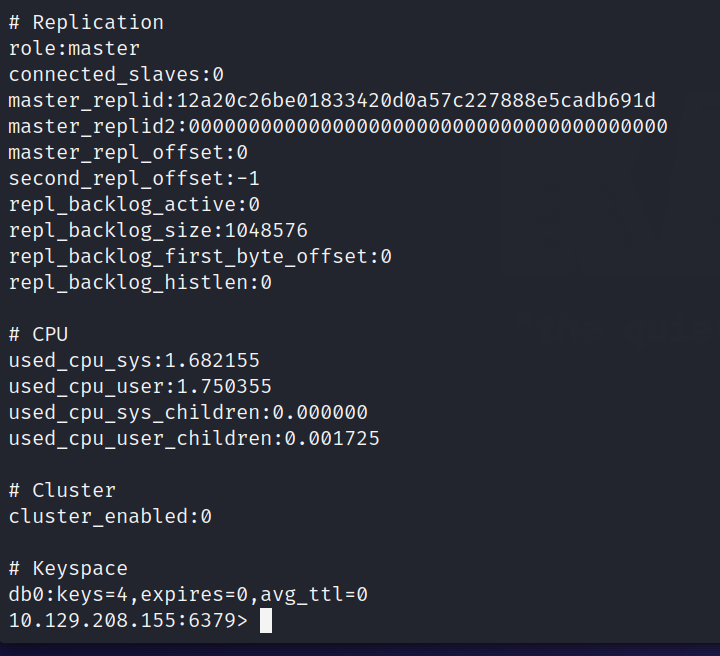 # Replication
role:master
connected_slaves:0
master_replid:12a20c26be01833420d0a57c227888e5cadb691d
master_replid2:0000000000000000000000000000000000000000
master_repl_offset:0
second_repl_offset:-1
repl_backlog_active:0
repl_backlog_size:1048576
repl_backlog_first_byte_offset:0
repl_backlog_histlen:0
# CPU
used_cpu_sys:1.682155
used_cpu_user:1.750355
used_cpu_sys_children:0.000000
used_cpu_user_children:0.001725
# Cluster
cluster_enabled:0
# Keyspace
db0:keys=4,expires=0,avg_ttl=0
10.129.208.155:6379>